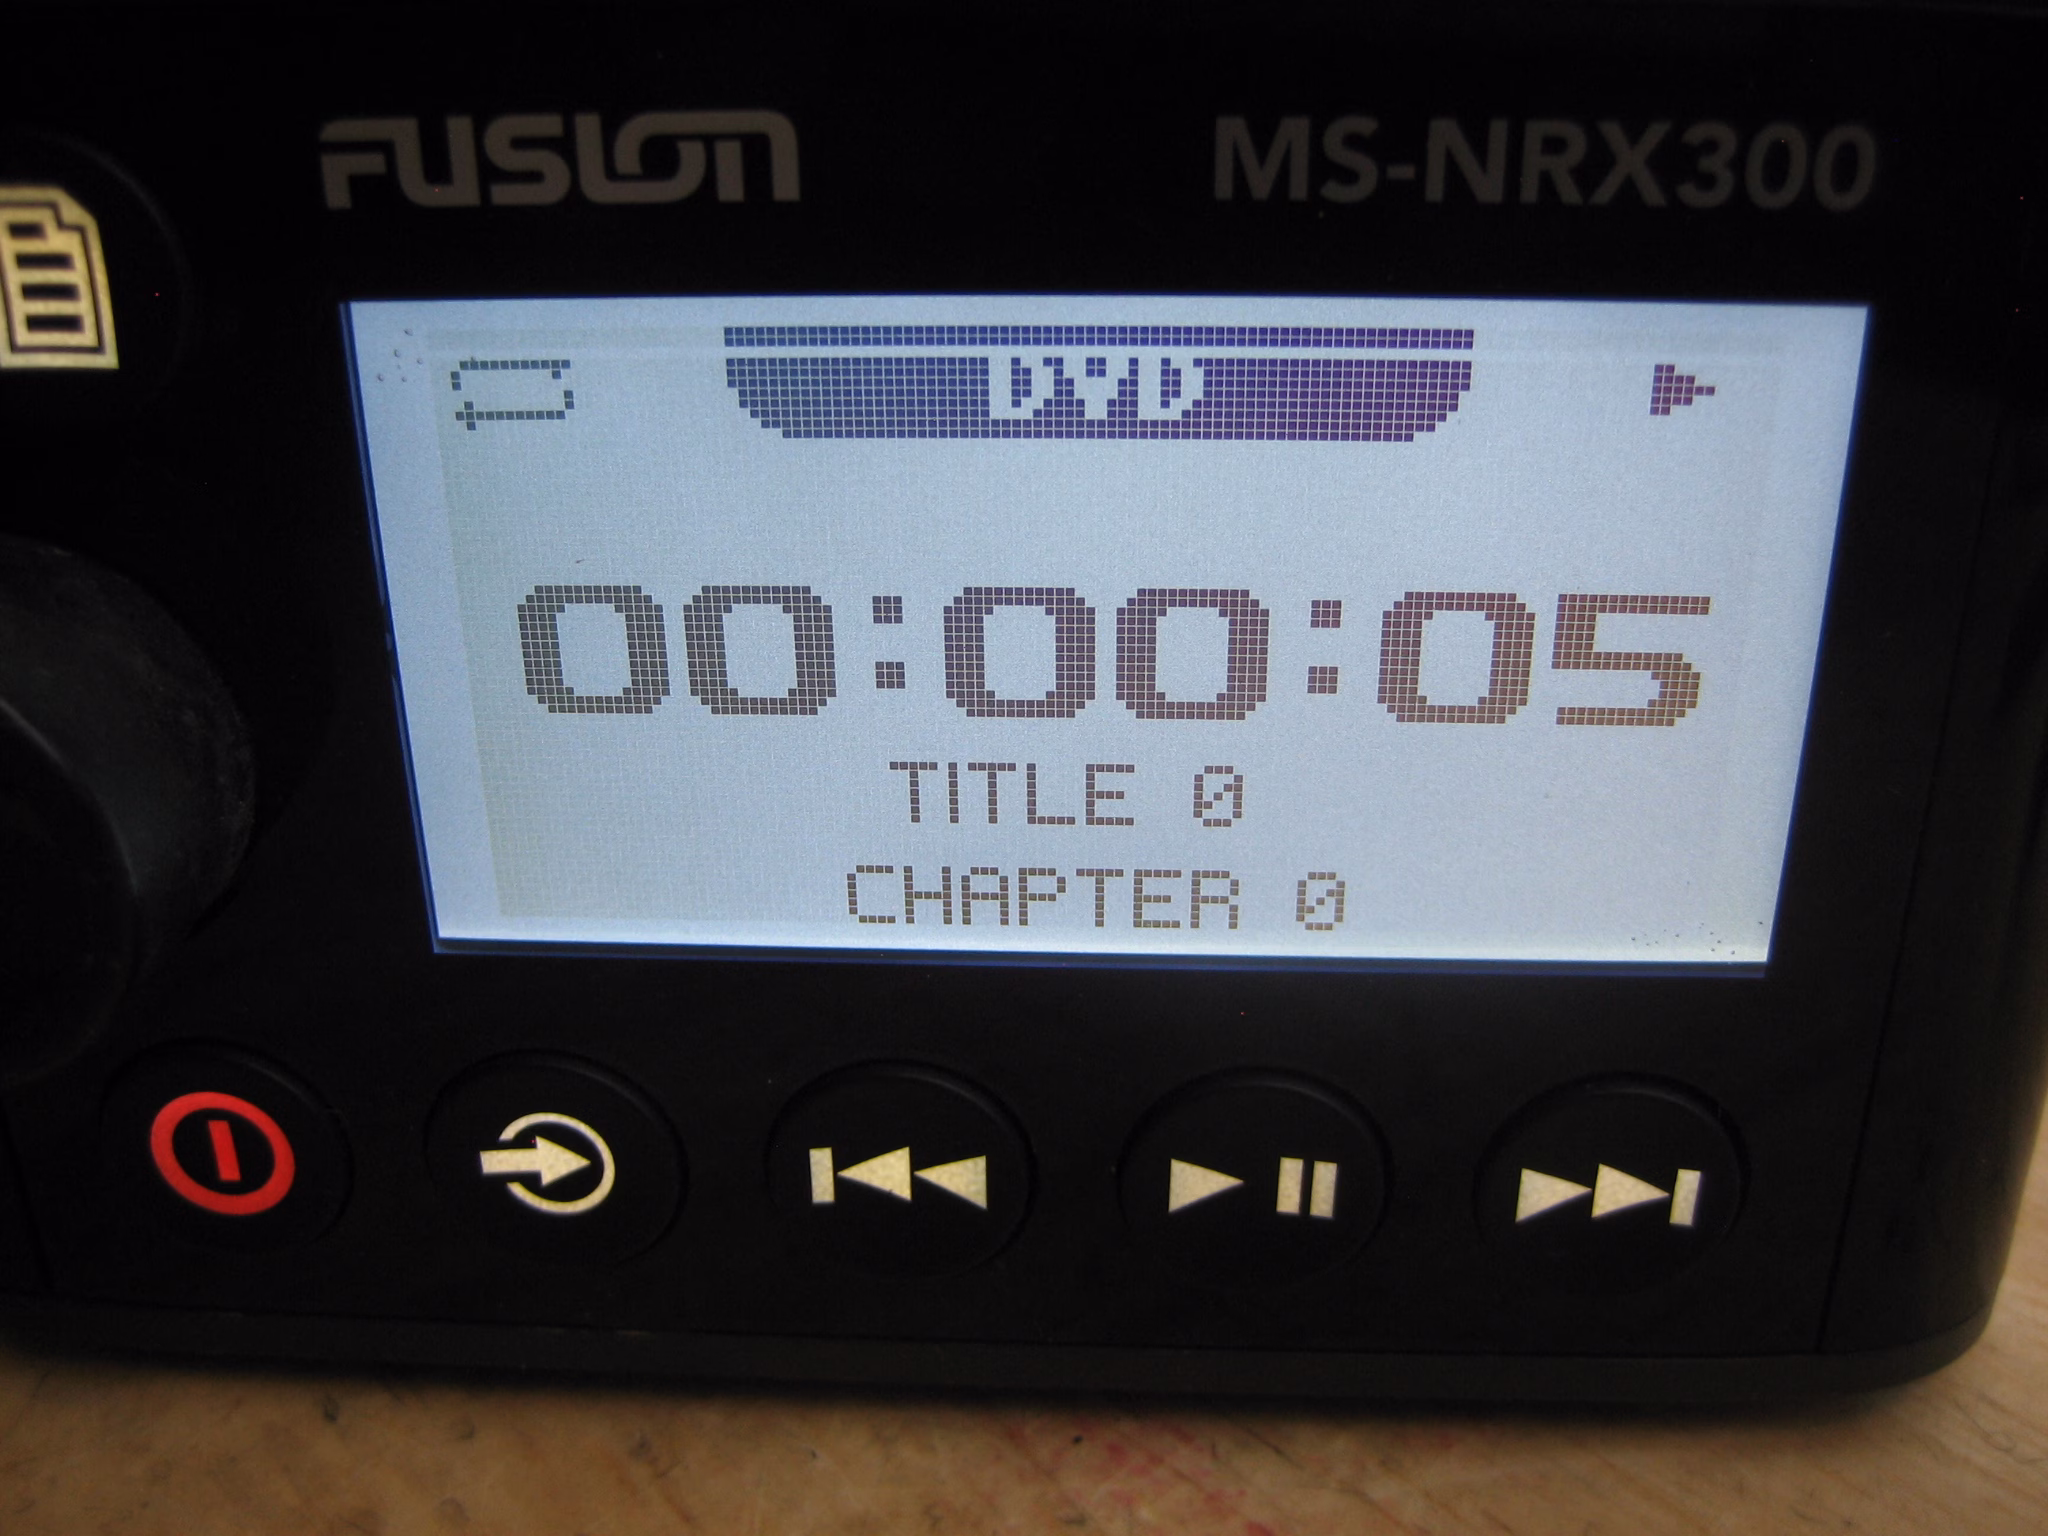 FUSION MS-NRX300
DVD
00:00:05
TITLE 0
CHAPTER 0